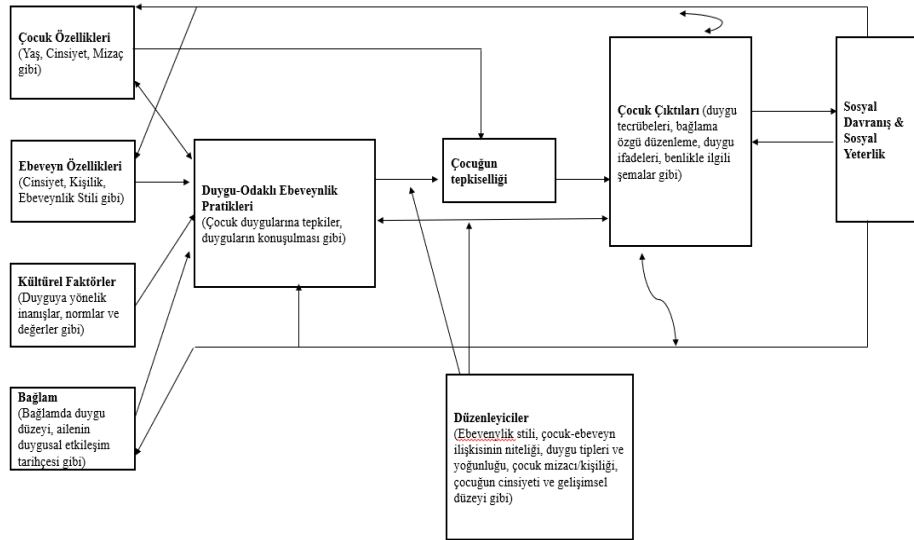 Çocuk Özellikleri
(Yaş, Cinsiyet, Mizaç
gibi)
Ebeveyn Özellikleri
(Cinsiyet, Kişilik,
Ebeveynlik Stili gibi)
Kültürel Faktörler
(Duyguya yönelik
inanışlar, normlar ve
değerler gibi)
Bağlam
(Bağlamda duygu
düzeyi, ailenin
duygusal etkileşim
tarihçesi gibi)
Duygu-Odaklı Ebeveynlik
Pratikleri
(Çocuk duygularına tepkiler,
duyguların konuşulması gibi)
Çocuğun
tepkiselliği
Çocuk Çıktıları (duygu
tecrübeleri, bağlama
özgü düzenleme, duygu
ifadeleri, benlikle ilgili
şemalar gibi)
Sosyal
Davranış &
Sosyal
Yeterlik
Düzenleyiciler
(Ebevenylik stili, çocuk-ebeveyn
ilişkisinin niteliği, duygu tipleri ve
yoğunluğu, çocuk mizacı/kişiliği,
çocuğun cinsiyeti ve gelişimsel
düzeyi gibi)